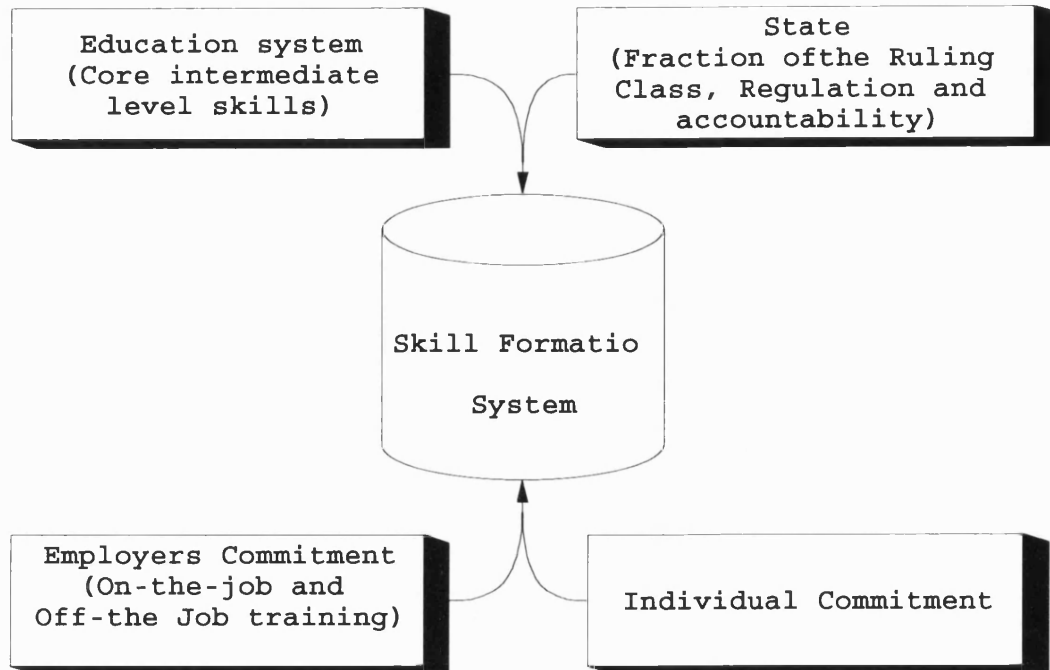 Education system
(Core intermediate
level skills)
State
(Fraction ofthe Ruling
Class, Regulation and
accountability)
Skill Formatio
System
Employers Commitment
(On-the-job and
Off-the Job training)
Individual Commitment